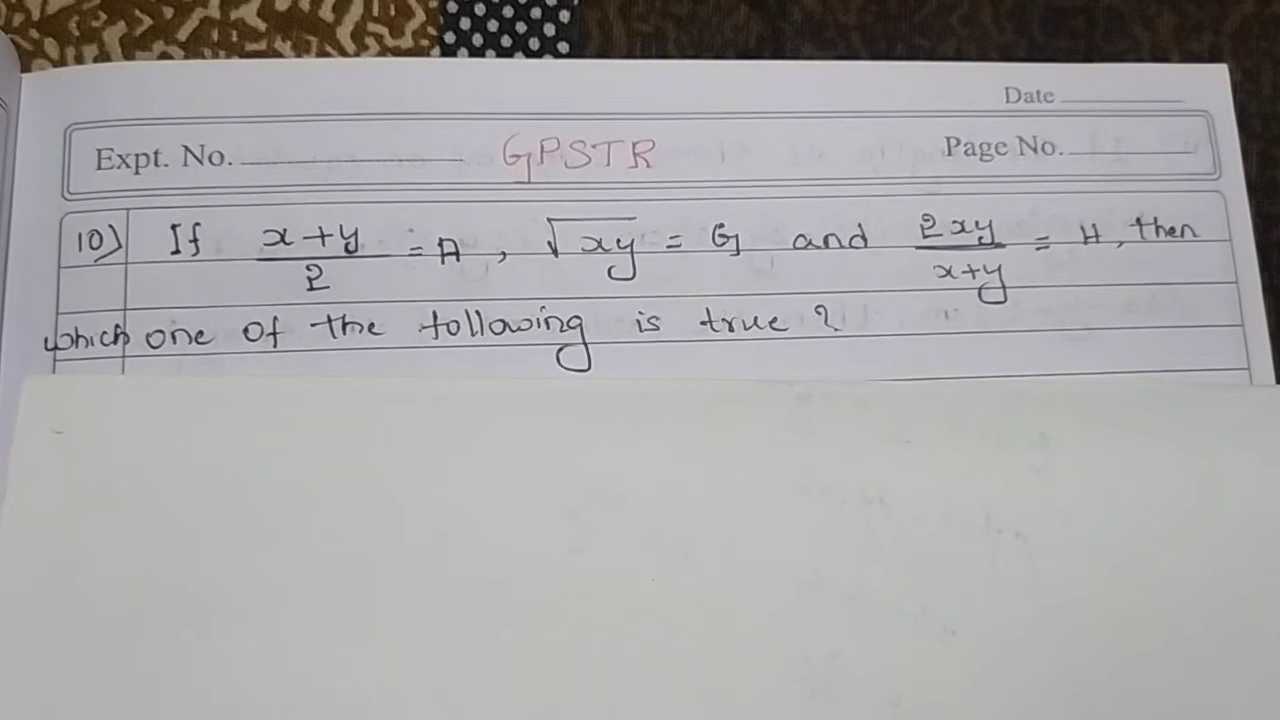 Date
Expt. No. GPSTR Page No.
10) If x+y/2 = A, √xy = G and 2xy/x+y = H, then
which one of the following is true ?